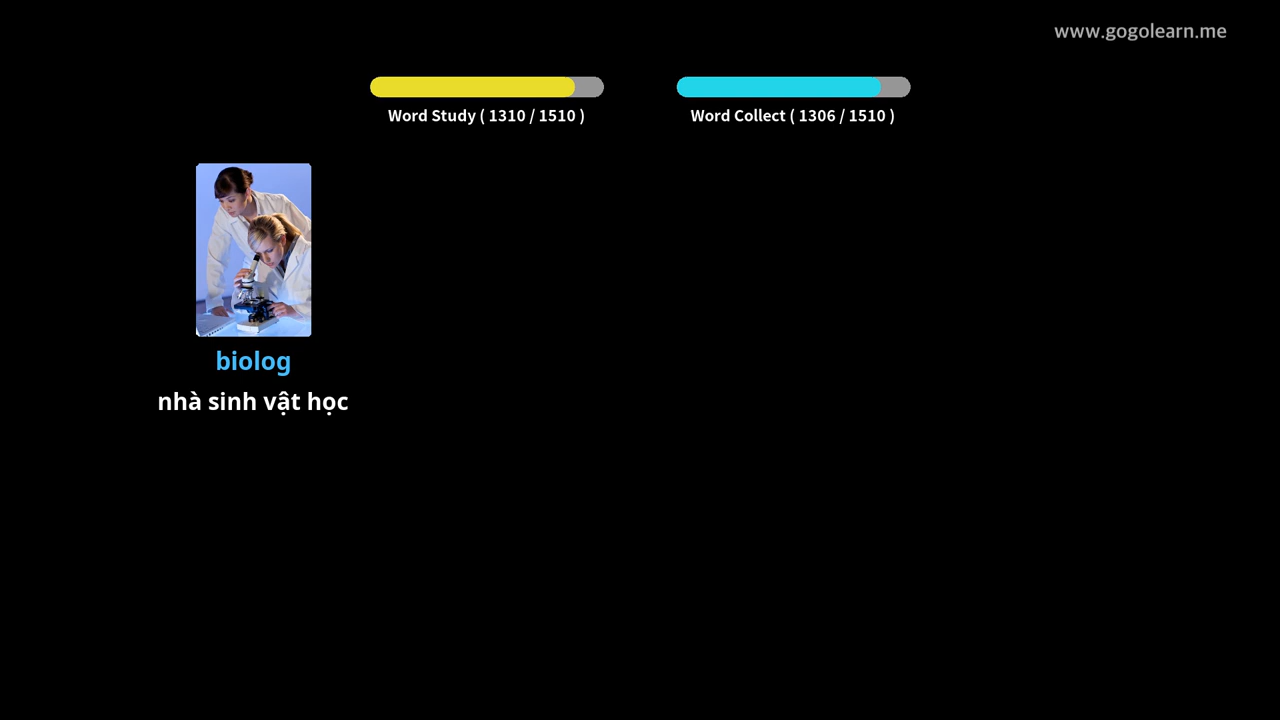 www.gogolearn.me
Word Study ( 1310 / 1510 )
Word Collect ( 1306 / 1510 )
biolog
nhà sinh vật học